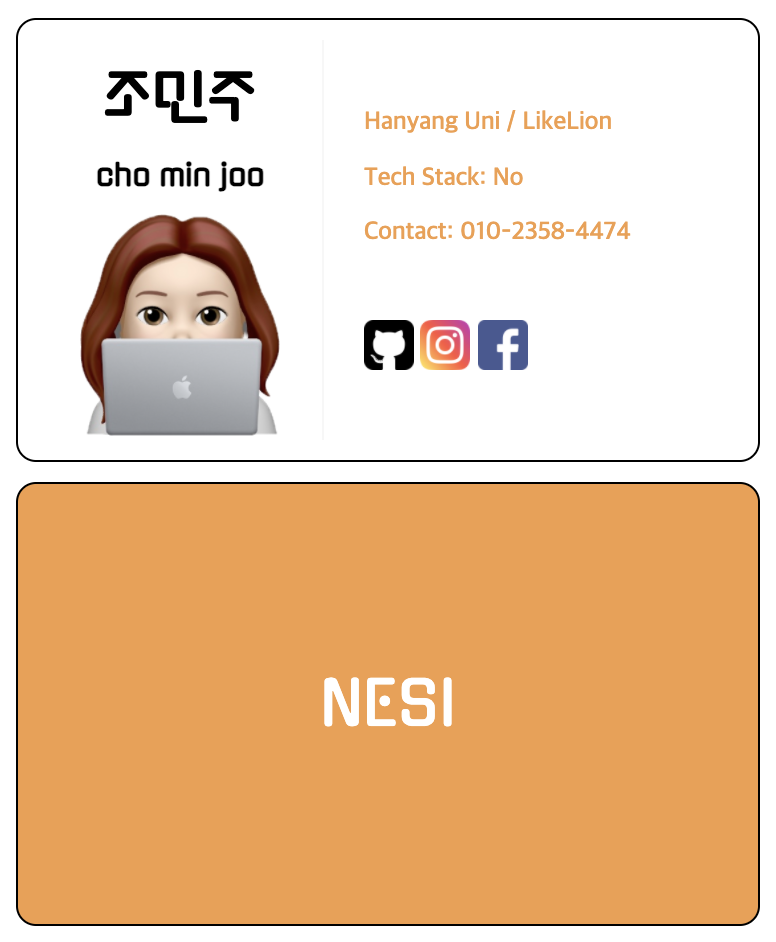 조민주
cho min joo
Hanyang Uni / LikeLion
Tech Stack: No
Contact: 010-2358-4474
NESI